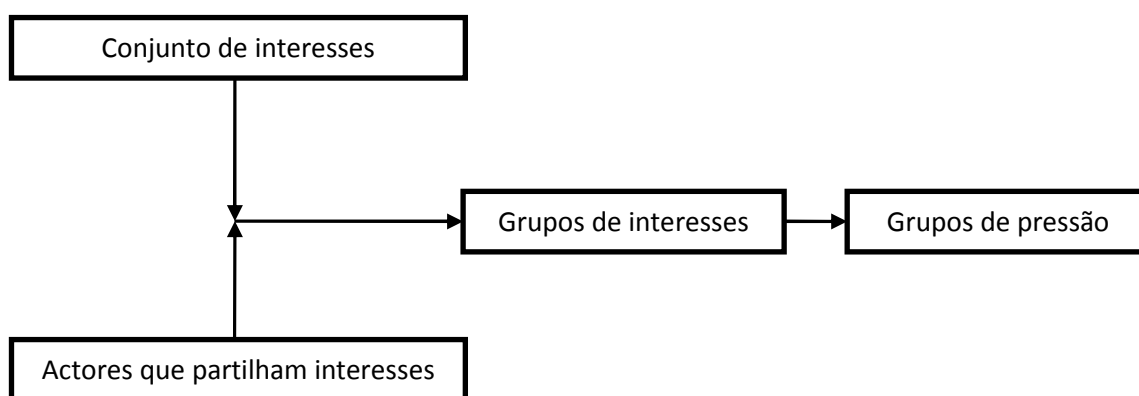 Conjunto de interesses
Grupos de interesses
Grupos de pressão
Actores que partilham interesses